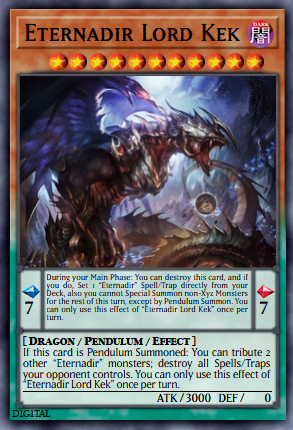 Eternadir Lord Kek
DARK
闇
During your Main Phase: You can destroy this card, and if
you do, Set 1 “Eternadir” Spell/Trap directly from your
Deck, also you cannot Special Summon non-Xyz Monsters
for the rest of this turn, except by Pendulum Summon. You
can only use this effect of “Eternadir Lord Kek” once per
turn.
7
7
[ Dragon / Pendulum / Effect ]
If this card is Pendulum Summoned: You can tribute 2
other “Eternadir” monsters; destroy all Spells/Traps
your opponent controls. You can only use this effect of
“Eternadir Lord Kek” once per turn.
ATK / 3000 DEF / 0
D1G1TAL